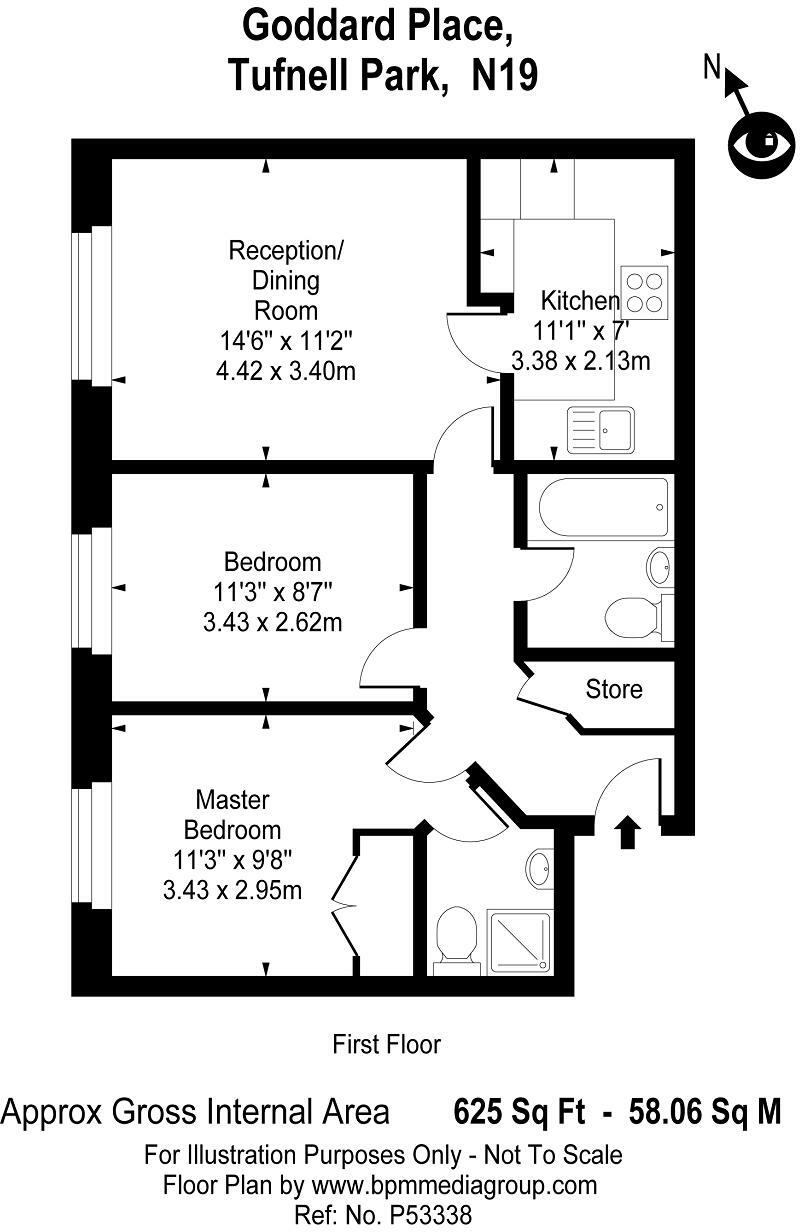 Goddard Place,
Tufnell Park, N19
N
Reception/
Dining
Room
14'6" x 11'2"
4.42 x 3.40m
Kitchen
11'1" x 7'
3.38 x 2.13m
Bedroom
11'3" x 8'7"
3.43 x 2.62m
Store
Master
Bedroom
11'3" x 9'8"
3.43 x 2.95m
First Floor
Approx Gross Internal Area 625 Sq Ft - 58.06 Sq M
For Illustration Purposes Only - Not To Scale
Floor Plan by www.bpmmediagroup.com
Ref: No. P53338